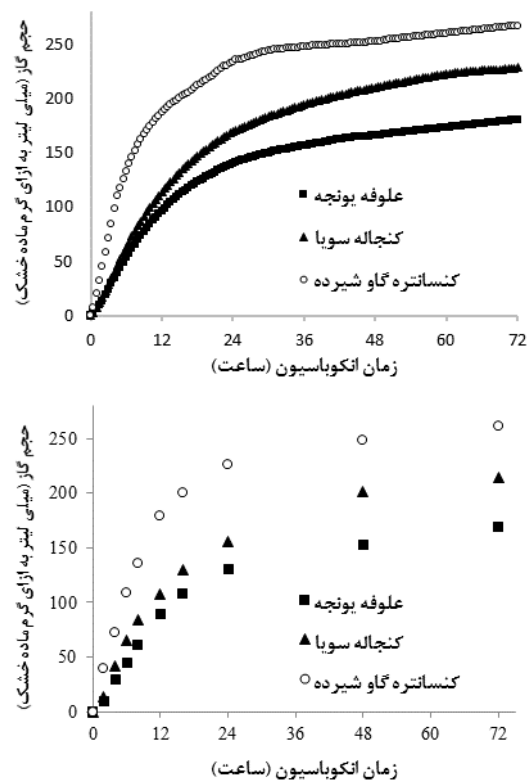 حجم گاز (میلی لیتر به ازای گرم ماده خشک)
250
200
150
100
50
0
علوفه یونجه
کنجاله سویا
کنسانتره گاو شیرده
0 12 24 36 48 60 72
زمان انکوباسیون (ساعت)
حجم گاز (میلی لیتر به ازای گرم ماده خشک)
250
200
150
100
50
0
علوفه یونجه
کنجاله سویا
کنسانتره گاو شیرده
0 12 24 36 48 60 72
زمان انکوباسیون (ساعت)